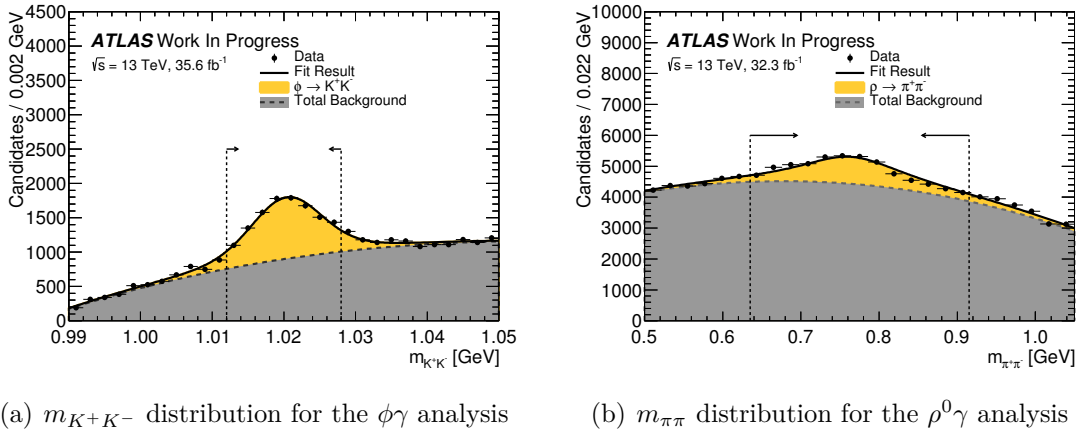 4500
4000
3500
3000
2500
2000
1500
1000
500
0
Candidates / 0.002 GeV
ATLAS Work In Progress
√s = 13 TeV, 35.6 fb⁻¹
Data
Fit Result
ϕ → K⁺K⁻
Total Background
0.99 1.00 1.01 1.02 1.03 1.04 1.05
m_K⁺K⁻ [GeV]
10000
9000
8000
7000
6000
5000
4000
3000
2000
1000
0
Candidates / 0.022 GeV
ATLAS Work In Progress
√s = 13 TeV, 32.3 fb⁻¹
Data
Fit Result
ρ → π⁺π⁻
Total Background
0.5 0.6 0.7 0.8 0.9 1.0
m_π⁺π⁻ [GeV]
(a) m_K⁺K⁻ distribution for the ϕγ analysis
(b) m_ππ distribution for the ρ⁰γ analysis